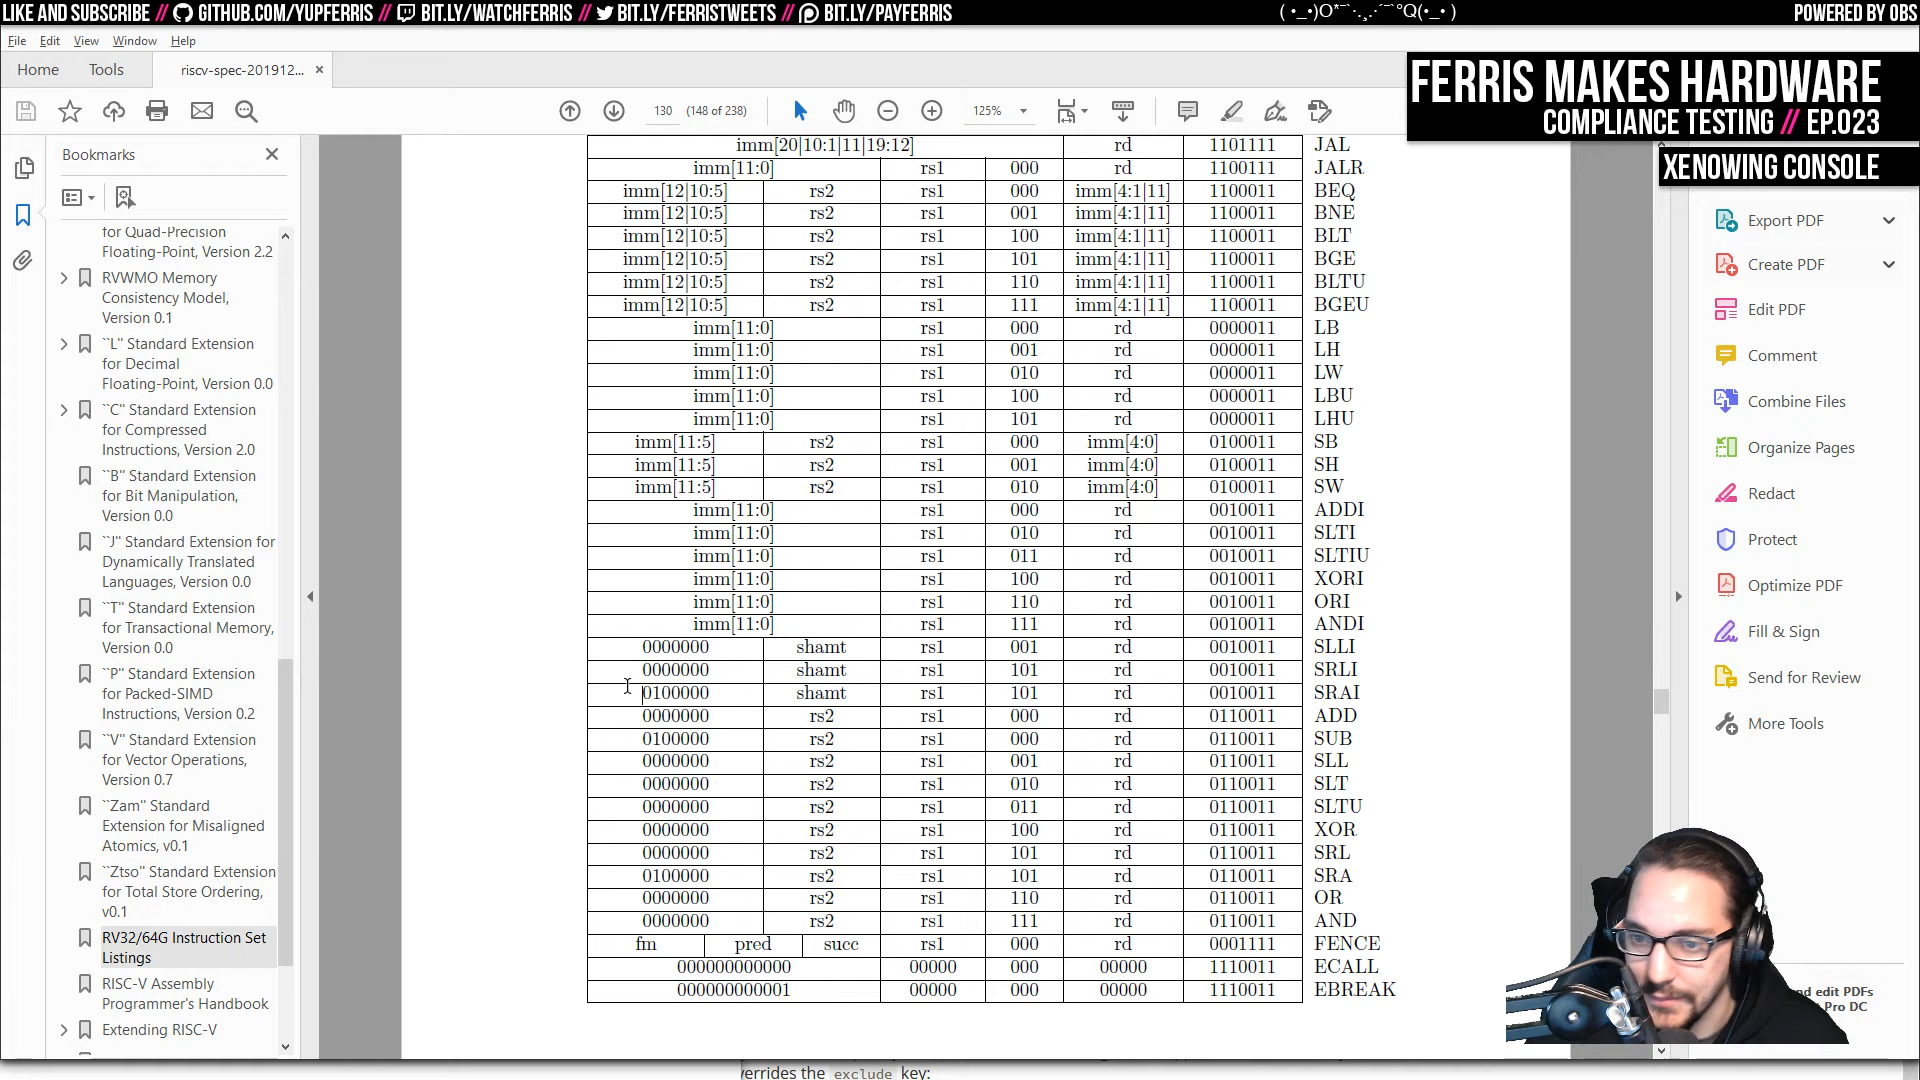 LIKE AND SUBSCRIBE // GITHUB.COM/YUPFERRIS // BIT.LY/WATCHFERRIS // BIT.LY/FERRISTWEETS // BIT.LY/PAYFERRIS
POWERED BY OBS
File Edit View Window Help
Home Tools riscv-spec-201912...
130 (148 of 238) 125%
FERRIS MAKES HARDWARE
COMPLIANCE TESTING // EP.023
XENOWING CONSOLE
Bookmarks
for Quad-Precision
Floating-Point, Version 2.2
RVWMO Memory
Consistency Model,
Version 0.1
``L'' Standard Extension
for Decimal
Floating-Point, Version 0.0
``C'' Standard Extension
for Compressed
Instructions, Version 2.0
``B'' Standard Extension
for Bit Manipulation,
Version 0.0
``J'' Standard Extension for
Dynamically Translated
Languages, Version 0.0
``T'' Standard Extension
for Transactional Memory,
Version 0.0
``P'' Standard Extension
for Packed-SIMD
Instructions, Version 0.2
``V'' Standard Extension
for Vector Operations,
Version 0.7
``Zam'' Standard
Extension for Misaligned
Atomics, v0.1
``Ztso'' Standard Extension
for Total Store Ordering,
v0.1
RV32/64G Instruction Set
Listings
RISC-V Assembly
Programmer's Handbook
Extending RISC-V
imm[20|10:1|11|19:12] rd 1101111 JAL
imm[11:0] rs1 000 rd 1100111 JALR
imm[12|10:5] rs2 rs1 000 imm[4:1|11] 1100011 BEQ
imm[12|10:5] rs2 rs1 001 imm[4:1|11] 1100011 BNE
imm[12|10:5] rs2 rs1 100 imm[4:1|11] 1100011 BLT
imm[12|10:5] rs2 rs1 101 imm[4:1|11] 1100011 BGE
imm[12|10:5] rs2 rs1 110 imm[4:1|11] 1100011 BLTU
imm[12|10:5] rs2 rs1 111 imm[4:1|11] 1100011 BGEU
imm[11:0] rs1 000 rd 0000011 LB
imm[11:0] rs1 001 rd 0000011 LH
imm[11:0] rs1 010 rd 0000011 LW
imm[11:0] rs1 100 rd 0000011 LBU
imm[11:0] rs1 101 rd 0000011 LHU
imm[11:5] rs2 rs1 000 imm[4:0] 0100011 SB
imm[11:5] rs2 rs1 001 imm[4:0] 0100011 SH
imm[11:5] rs2 rs1 010 imm[4:0] 0100011 SW
imm[11:0] rs1 000 rd 0010011 ADDI
imm[11:0] rs1 010 rd 0010011 SLTI
imm[11:0] rs1 011 rd 0010011 SLTIU
imm[11:0] rs1 100 rd 0010011 XORI
imm[11:0] rs1 110 rd 0010011 ORI
imm[11:0] rs1 111 rd 0010011 ANDI
0000000 shamt rs1 001 rd 0010011 SLLI
0000000 shamt rs1 101 rd 0010011 SRLI
0100000 shamt rs1 101 rd 0010011 SRAI
0000000 rs2 rs1 000 rd 0110011 ADD
0100000 rs2 rs1 000 rd 0110011 SUB
0000000 rs2 rs1 001 rd 0110011 SLL
0000000 rs2 rs1 010 rd 0110011 SLT
0000000 rs2 rs1 011 rd 0110011 SLTU
0000000 rs2 rs1 100 rd 0110011 XOR
0000000 rs2 rs1 101 rd 0110011 SRL
0100000 rs2 rs1 101 rd 0110011 SRA
0000000 rs2 rs1 110 rd 0110011 OR
0000000 rs2 rs1 111 rd 0110011 AND
fm pred succ rs1 000 rd 0001111 FENCE
000000000000 00000 000 00000 1110011 ECALL
000000000001 00000 000 00000 1110011 EBREAK
Export PDF
Create PDF
Edit PDF
Comment
Combine Files
Organize Pages
Redact
Protect
Optimize PDF
Fill & Sign
Send for Review
More Tools
nd edit PDFs
Pro DC
errides the exclude key: